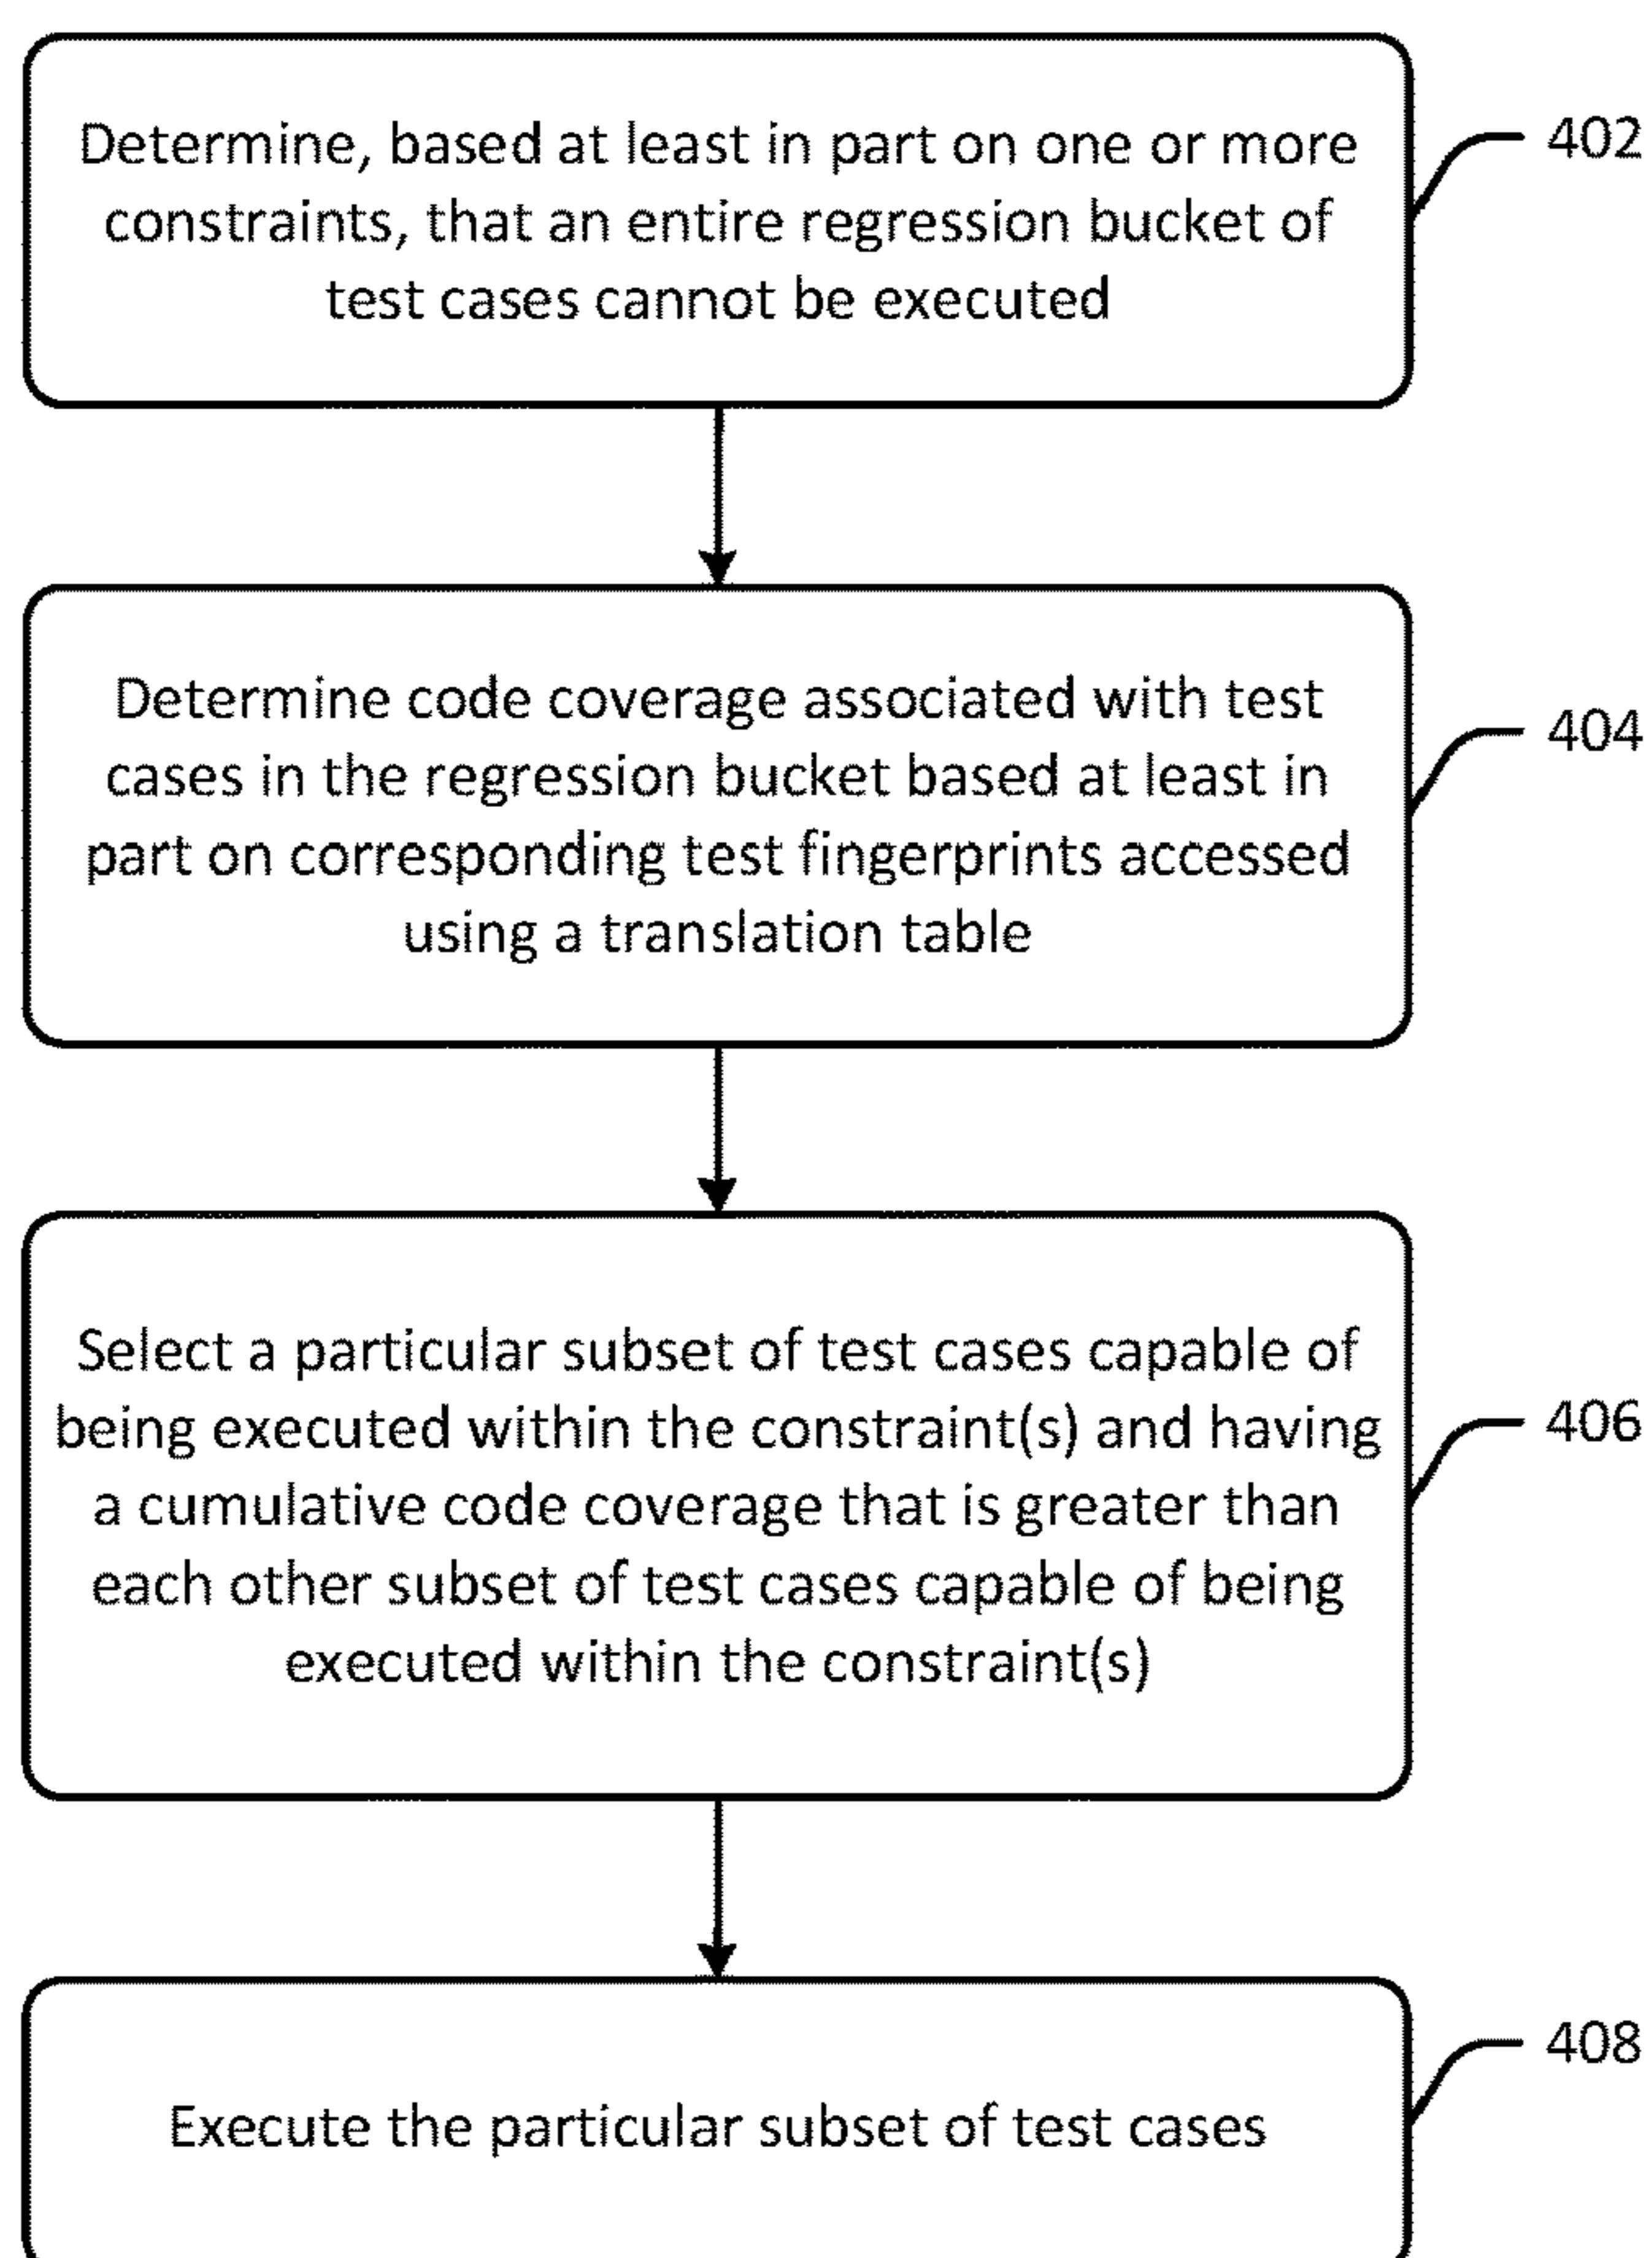 Determine, based at least in part on one or more
constraints, that an entire regression bucket of
test cases cannot be executed
402
Determine code coverage associated with test
cases in the regression bucket based at least in
part on corresponding test fingerprints accessed
using a translation table
404
Select a particular subset of test cases capable of
being executed within the constraint(s) and having
a cumulative code coverage that is greater than
each other subset of test cases capable of being
executed within the constraint(s)
406
Execute the particular subset of test cases
408